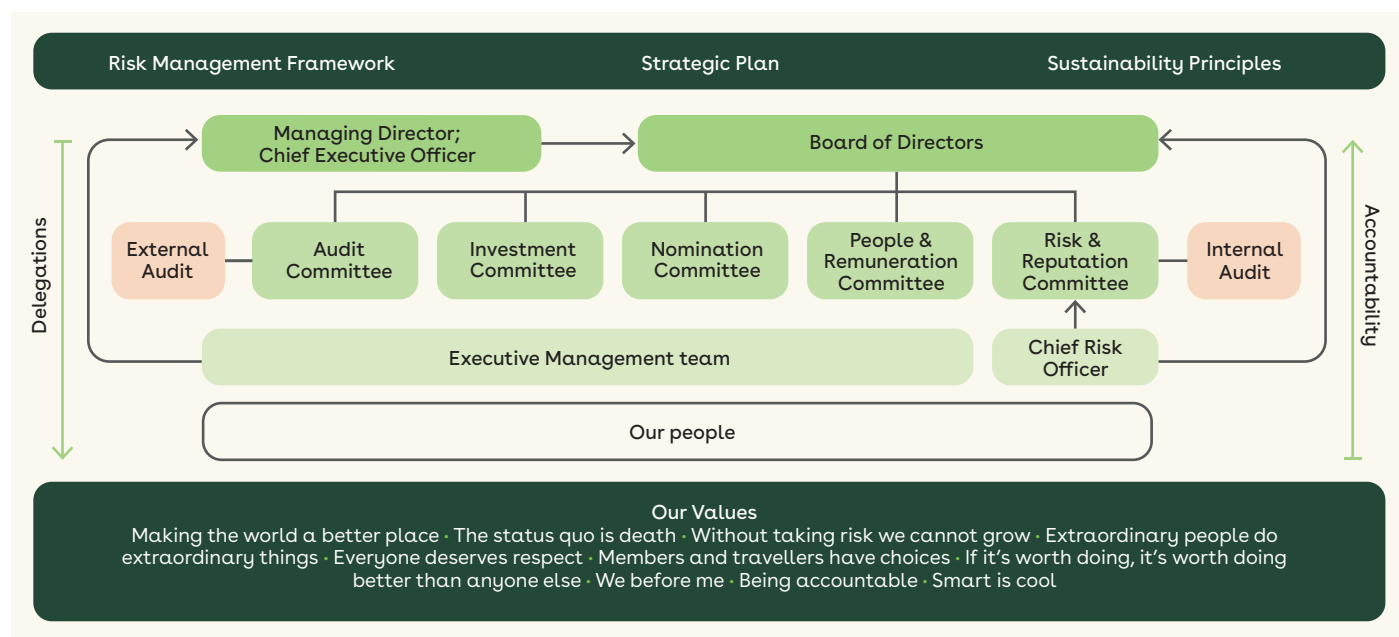 Risk Management Framework
Strategic Plan
Sustainability Principles
Managing Director;
Chief Executive Officer
Board of Directors
Delegations
Accountability
External
Audit
Audit
Committee
Investment
Committee
Nomination
Committee
People &
Remuneration
Committee
Risk &
Reputation
Committee
Internal
Audit
Executive Management team
Chief Risk
Officer
Our people
Our Values
Making the world a better place · The status quo is death · Without taking risk we cannot grow · Extraordinary people do
extraordinary things · Everyone deserves respect · Members and travellers have choices · If it’s worth doing, it’s worth doing
better than anyone else · We before me · Being accountable · Smart is cool